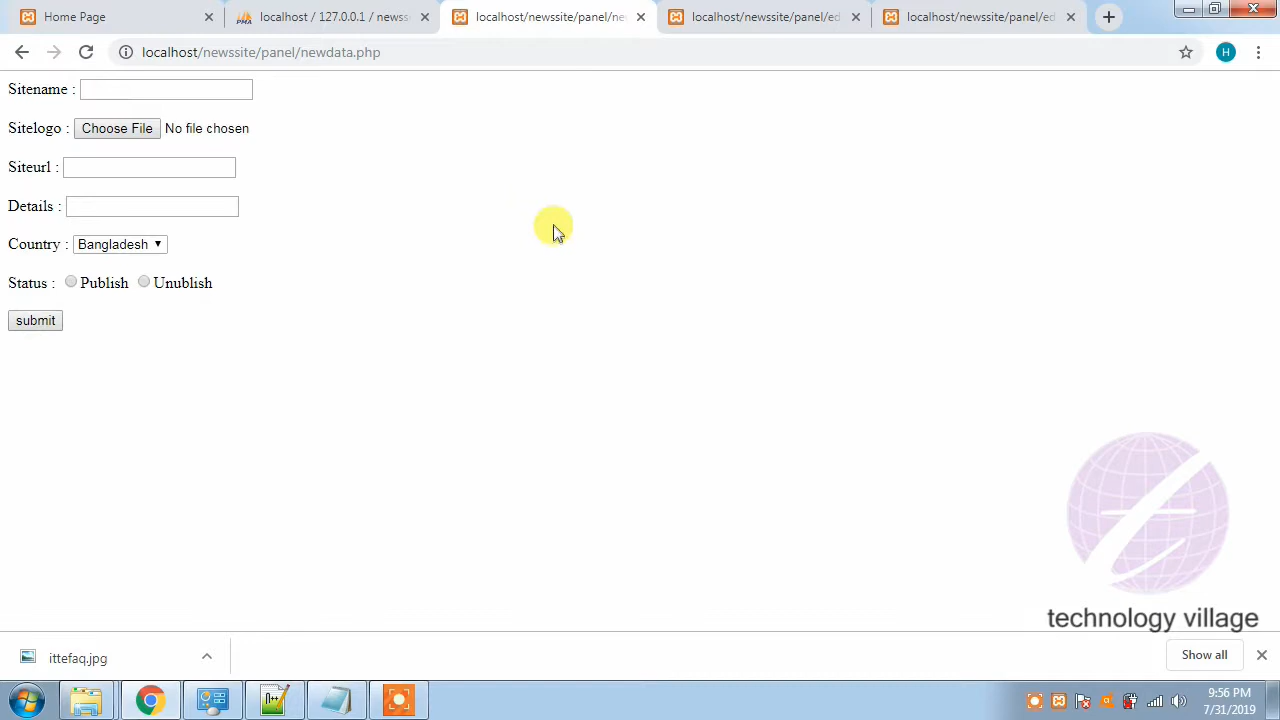 Home Page
localhost / 127.0.0.1 / newss
localhost/newssite/panel/ne
localhost/newssite/panel/ed
localhost/newssite/panel/ed
localhost/newssite/panel/newdata.php
H
Sitename :
Sitelogo : Choose File No file chosen
Siteurl :
Details :
Country : Bangladesh
Status : Publish Unublish
submit
technology village
ittefaq.jpg
Show all
9:56 PM
7/31/2019